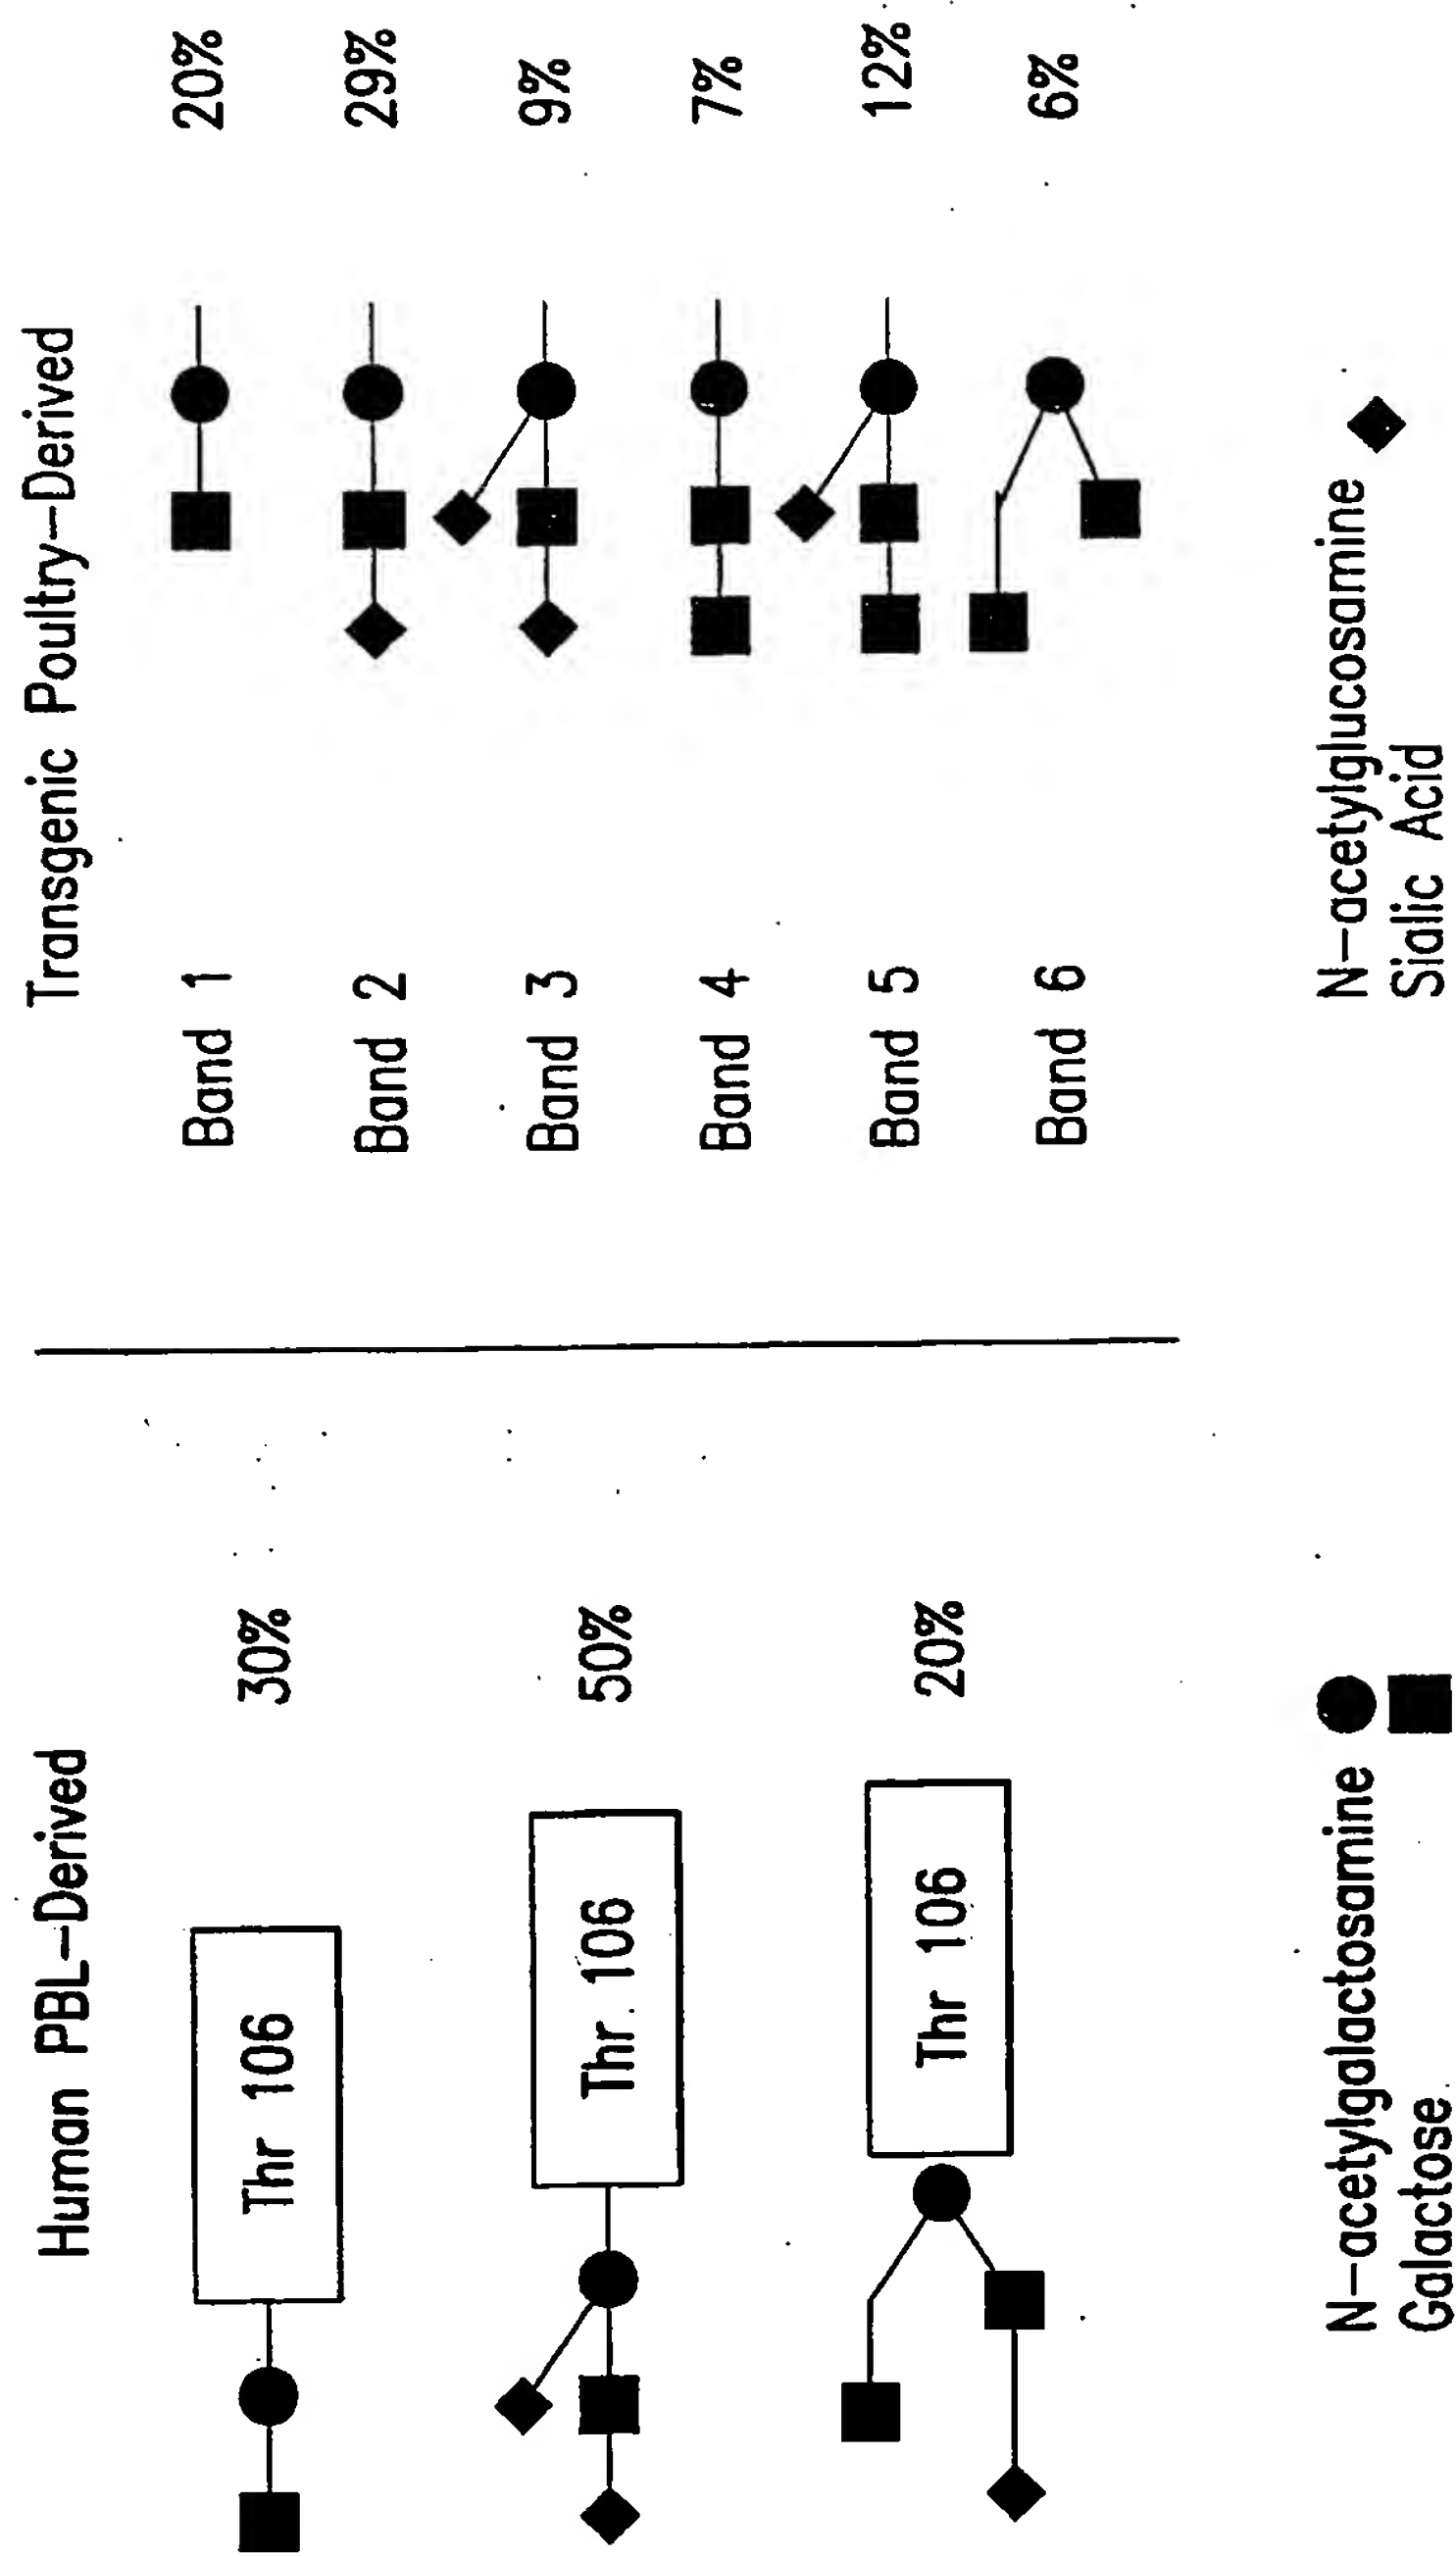 Human PBL-Derived
Thr 106 30%
Thr 106 50%
Thr 106 20%
Transgenic Poultry-Derived
Band 1 20%
Band 2 29%
Band 3 9%
Band 4 7%
Band 5 12%
Band 6 6%
N-acetylgalactosamine
Galactose
N-acetylglucosamine
Sialic Acid